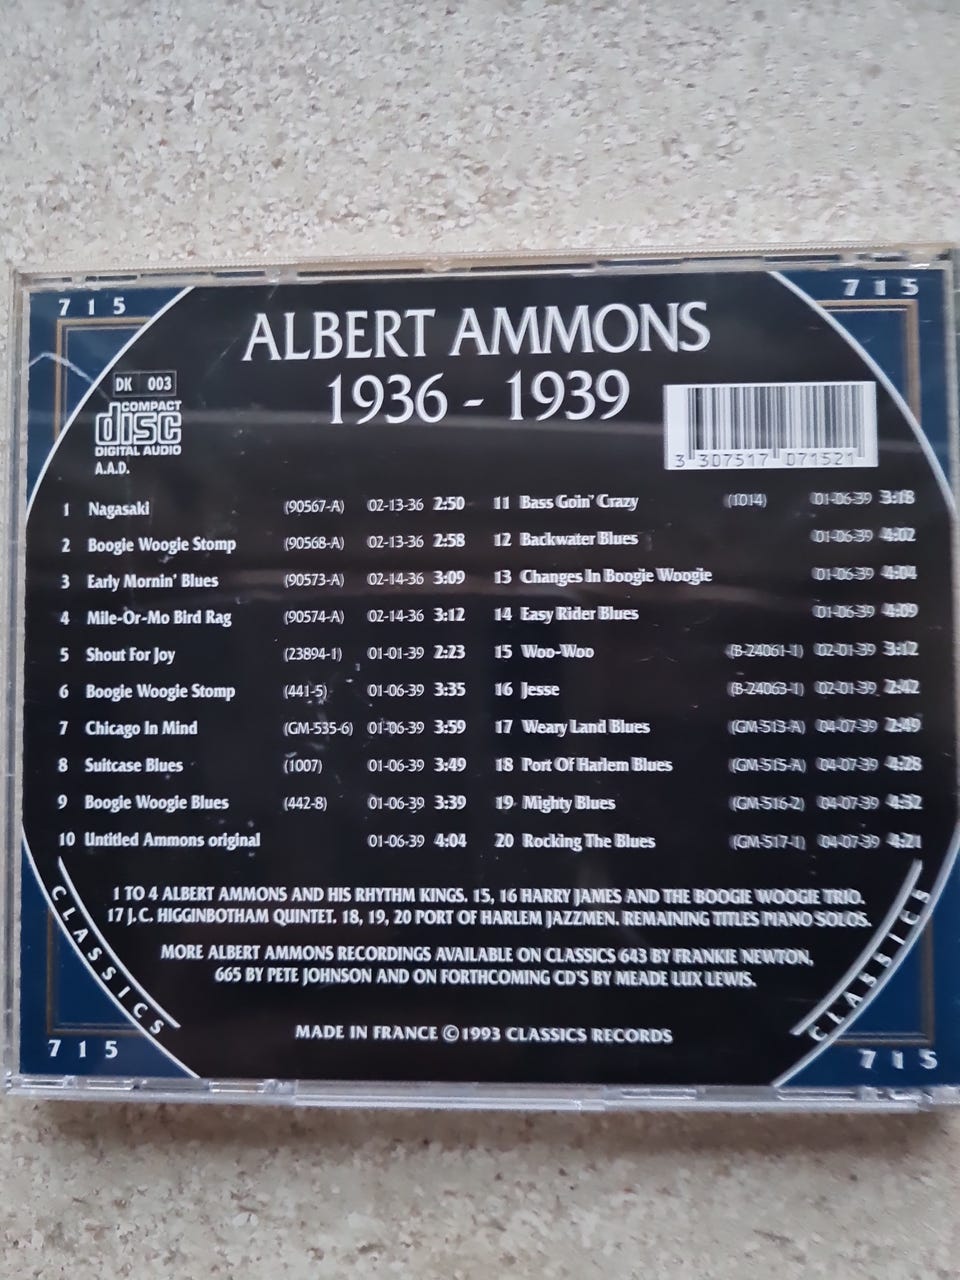 7 1 5
7 1 5
ALBERT AMMONS
1936 - 1939
DK 003
COMPACT
disc
DIGITAL AUDIO
A.A.D.
3 307517 071521
1 Nagasaki (90567-A) 02-13-36 2:50
2 Boogie Woogie Stomp (90568-A) 02-13-36 2:58
3 Early Mornin' Blues (90573-A) 02-14-36 3:09
4 Mile-Or-Mo Bird Rag (90574-A) 02-14-36 3:12
5 Shout For Joy (23894-1) 01-01-39 2:23
6 Boogie Woogie Stomp (441-5) 01-06-39 3:35
7 Chicago In Mind (GM-535-6) 01-06-39 3:59
8 Suitcase Blues (1007) 01-06-39 3:49
9 Boogie Woogie Blues (442-8) 01-06-39 3:39
10 Untitled Ammons original 01-06-39 4:04
11 Bass Goin' Crazy (1014) 01-06-39 3:18
12 Backwater Blues 01-06-39 4:02
13 Changes In Boogie Woogie 01-06-39 4:04
14 Easy Rider Blues 01-06-39 4:09
15 Woo-Woo (B-24061-1) 02-01-39 3:12
16 Jesse (B-24063-1) 02-01-39 2:42
17 Weary Land Blues (GM-513-A) 04-07-39 2:49
18 Port Of Harlem Blues (GM-515-A) 04-07-39 4:28
19 Mighty Blues (GM-516-2) 04-07-39 4:32
20 Rocking The Blues (GM-517-1) 04-07-39 4:21
1 TO 4 ALBERT AMMONS AND HIS RHYTHM KINGS. 15, 16 HARRY JAMES AND THE BOOGIE WOOGIE TRIO.
17 J.C. HIGGINBOTHAM QUINTET. 18, 19, 20 PORT OF HARLEM JAZZMEN. REMAINING TITLES PIANO SOLOS.
MORE ALBERT AMMONS RECORDINGS AVAILABLE ON CLASSICS 643 BY FRANKIE NEWTON,
665 BY PETE JOHNSON AND ON FORTHCOMING CD'S BY MEADE LUX LEWIS.
MADE IN FRANCE ©1993 CLASSICS RECORDS
CLASSICS
CLASSICS
7 1 5
7 1 5